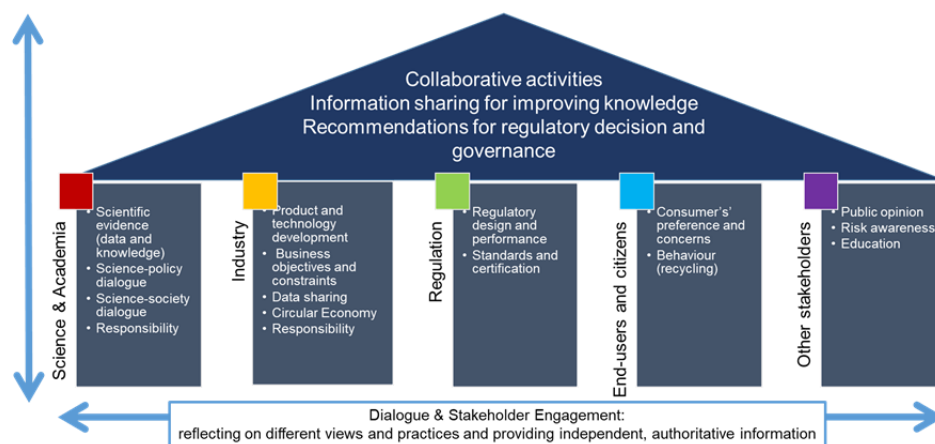 Collaborative activities
Information sharing for improving knowledge
Recommendations for regulatory decision and
governance
Science & Academia
• Scientific
evidence
(data and
knowledge)
• Science-policy
dialogue
• Science-society
dialogue
• Responsibility
Industry
• Product and
technology
development
• Business
objectives and
constraints
• Data sharing
• Circular Economy
• Responsibility
Regulation
• Regulatory
design and
performance
• Standards and
certification
End-users and citizens
• Consumer's'
preference and
concerns
• Behaviour
(recycling)
Other stakeholders
• Public opinion
• Risk awareness
• Education
Dialogue & Stakeholder Engagement:
reflecting on different views and practices and providing independent, authoritative information